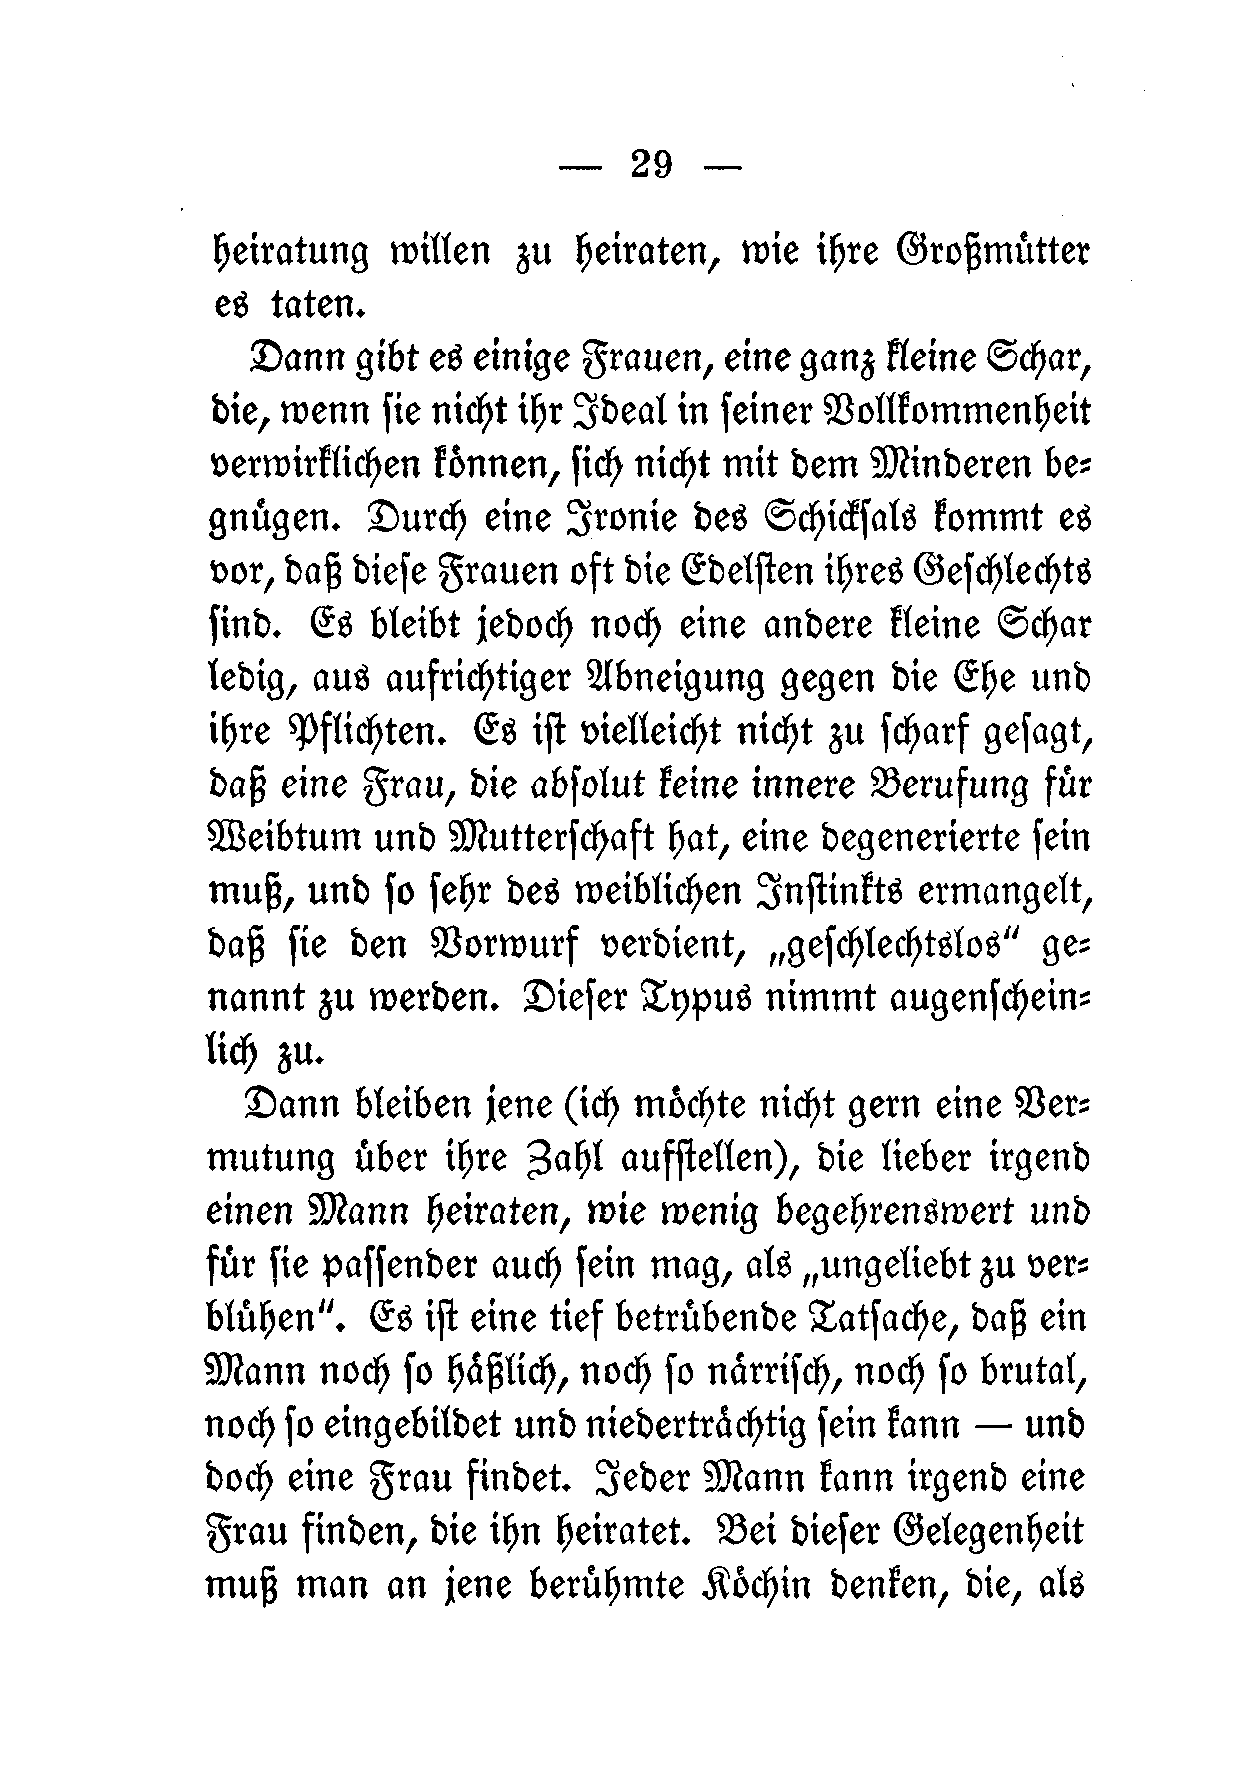 — 29 —
heiratung willen zu heiraten, wie ihre Großmütter
es taten.
Dann gibt es einige Frauen, eine ganz kleine Schar,
die, wenn ſie nicht ihr Ideal in ſeiner Vollkommenheit
verwirklichen können, ſich nicht mit dem Minderen be⸗
gnügen. Durch eine Ironie des Schickſals kommt es
vor, daß dieſe Frauen oft die Edelſten ihres Geſchlechts
ſind. Es bleibt jedoch noch eine andere kleine Schar
ledig, aus aufrichtiger Abneigung gegen die Ehe und
ihre Pflichten. Es iſt vielleicht nicht zu ſcharf geſagt,
daß eine Frau, die abſolut keine innere Berufung für
Weibtum und Mutterſchaft hat, eine degenerierte ſein
muß, und ſo ſehr des weiblichen Inſtinkts ermangelt,
daß ſie den Vorwurf verdient, „geſchlechtslos" ge⸗
nannt zu werden. Dieſer Typus nimmt augenſchein⸗
lich zu.
Dann bleiben jene (ich möchte nicht gern eine Ver⸗
mutung über ihre Zahl aufſtellen), die lieber irgend
einen Mann heiraten, wie wenig begehrenswert und
für ſie paſſender auch ſein mag, als „ungeliebt zu ver⸗
blühen". Es iſt eine tief betrübende Tatſache, daß ein
Mann noch ſo häßlich, noch ſo närriſch, noch ſo brutal,
noch ſo eingebildet und niederträchtig ſein kann — und
doch eine Frau findet. Jeder Mann kann irgend eine
Frau finden, die ihn heiratet. Bei dieſer Gelegenheit
muß man an jene berühmte Köchin denken, die, als